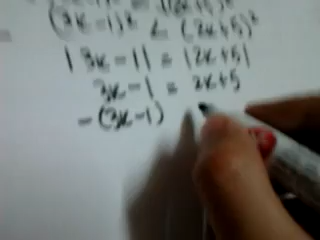 (3x-1)² < (2x+5)²
|3x-1| = |2x+5|
3x-1 = 2x+5
-(3x-1)